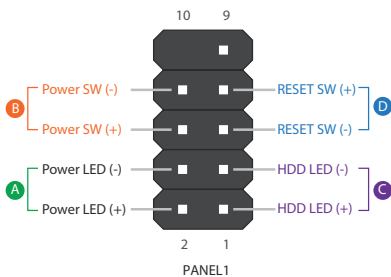 10 9
Power SW (-) RESET SW (+)
B D
Power SW (+) RESET SW (-)
Power LED (-) HDD LED (-)
A C
Power LED (+) HDD LED (+)
2 1
PANEL1